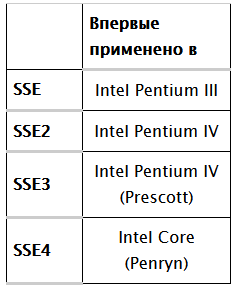 Впервые
применено в
SSE Intel Pentium III
SSE2 Intel Pentium IV
SSE3 Intel Pentium IV
(Prescott)
SSE4 Intel Core
(Penryn)